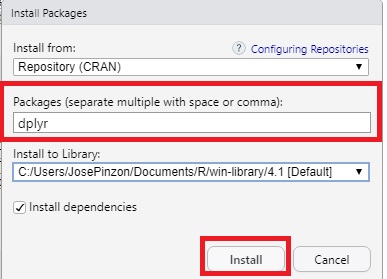 Install Packages
Install from:
? Configuring Repositories
Repository (CRAN)
Packages (separate multiple with space or comma):
dplyr
Install to Library:
C:/Users/JosePinzon/Documents/R/win-library/4.1 [Default]
Install dependencies
Install
Cancel